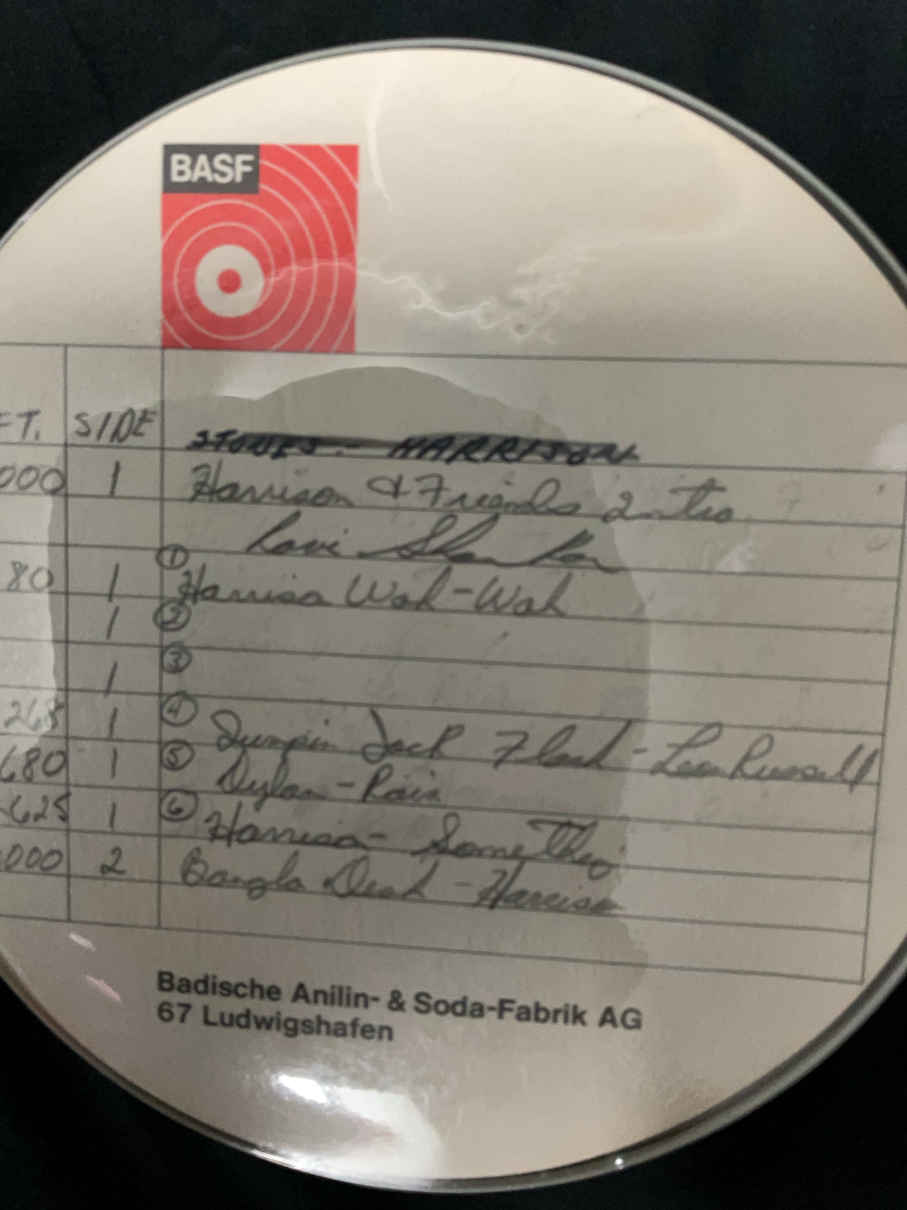 BASF
FT. SIDE STONES - HARRISON
000 1 Harrison & Friends Intro
Ravi Shankar
80 1 ① Harrison Wah-Wah
1 ②
1 ③
268 1 ④ Jumpin Jack Flash - Leon Russell
680 1 ⑤ Dylan - Rain
625 1 ⑥ Harrison - Something
000 2 Bangla Desh - Harrison
Badische Anilin- & Soda-Fabrik AG
67 Ludwigshafen